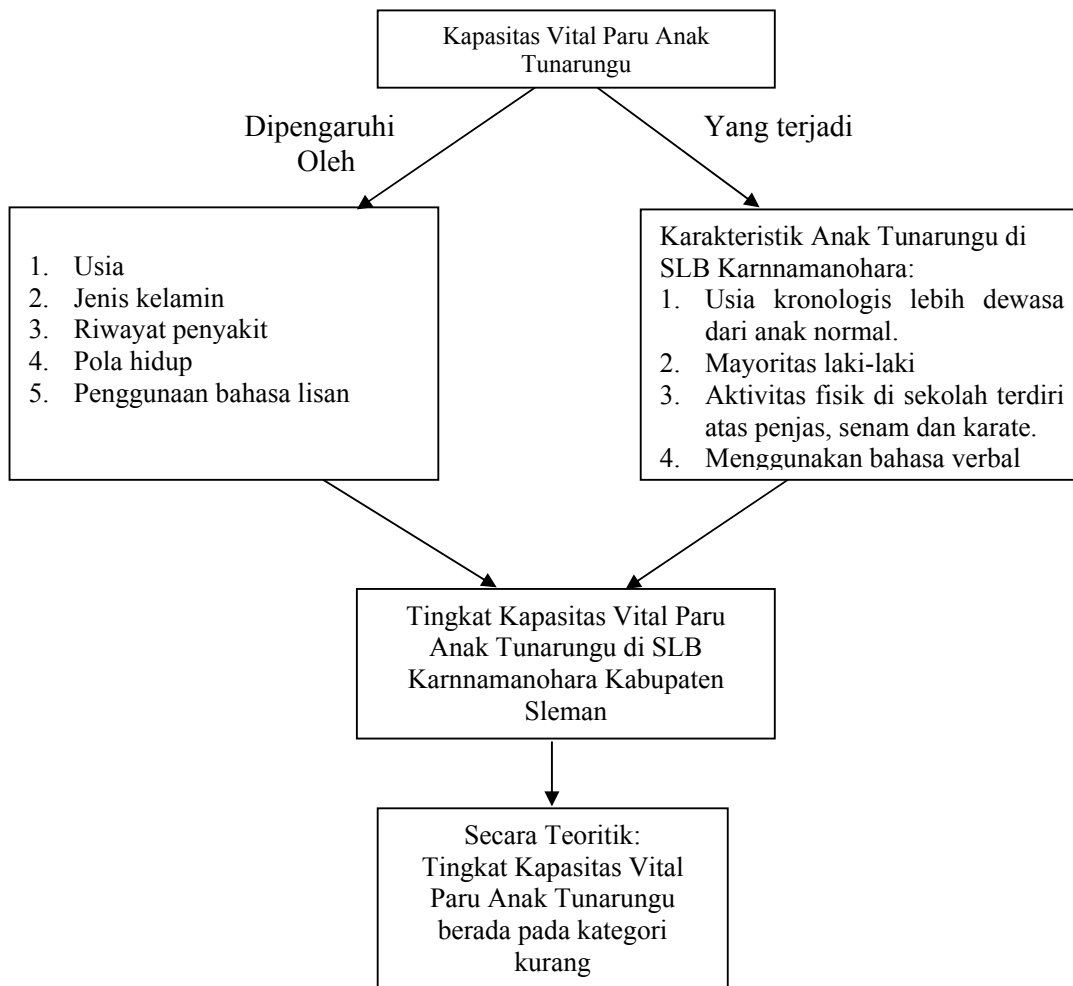 Kapasitas Vital Paru Anak
Tunarungu
Dipengaruhi
Oleh
Yang terjadi
1. Usia
2. Jenis kelamin
3. Riwayat penyakit
4. Pola hidup
5. Penggunaan bahasa lisan
Karakteristik Anak Tunarungu di
SLB Karnnamanohara:
1. Usia kronologis lebih dewasa
dari anak normal.
2. Mayoritas laki-laki
3. Aktivitas fisik di sekolah terdiri
atas penjas, senam dan karate.
4. Menggunakan bahasa verbal
Tingkat Kapasitas Vital Paru
Anak Tunarungu di SLB
Karnnamanohara Kabupaten
Sleman
Secara Teoritik:
Tingkat Kapasitas Vital
Paru Anak Tunarungu
berada pada kategori
kurang